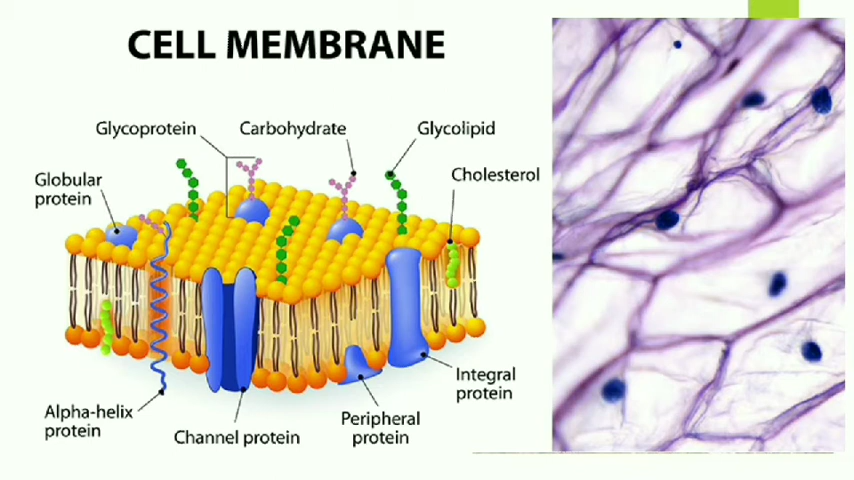 CELL MEMBRANE
Glycoprotein
Carbohydrate
Glycolipid
Globular
protein
Cholesterol
Alpha-helix
protein
Channel protein
Peripheral
protein
Integral
protein